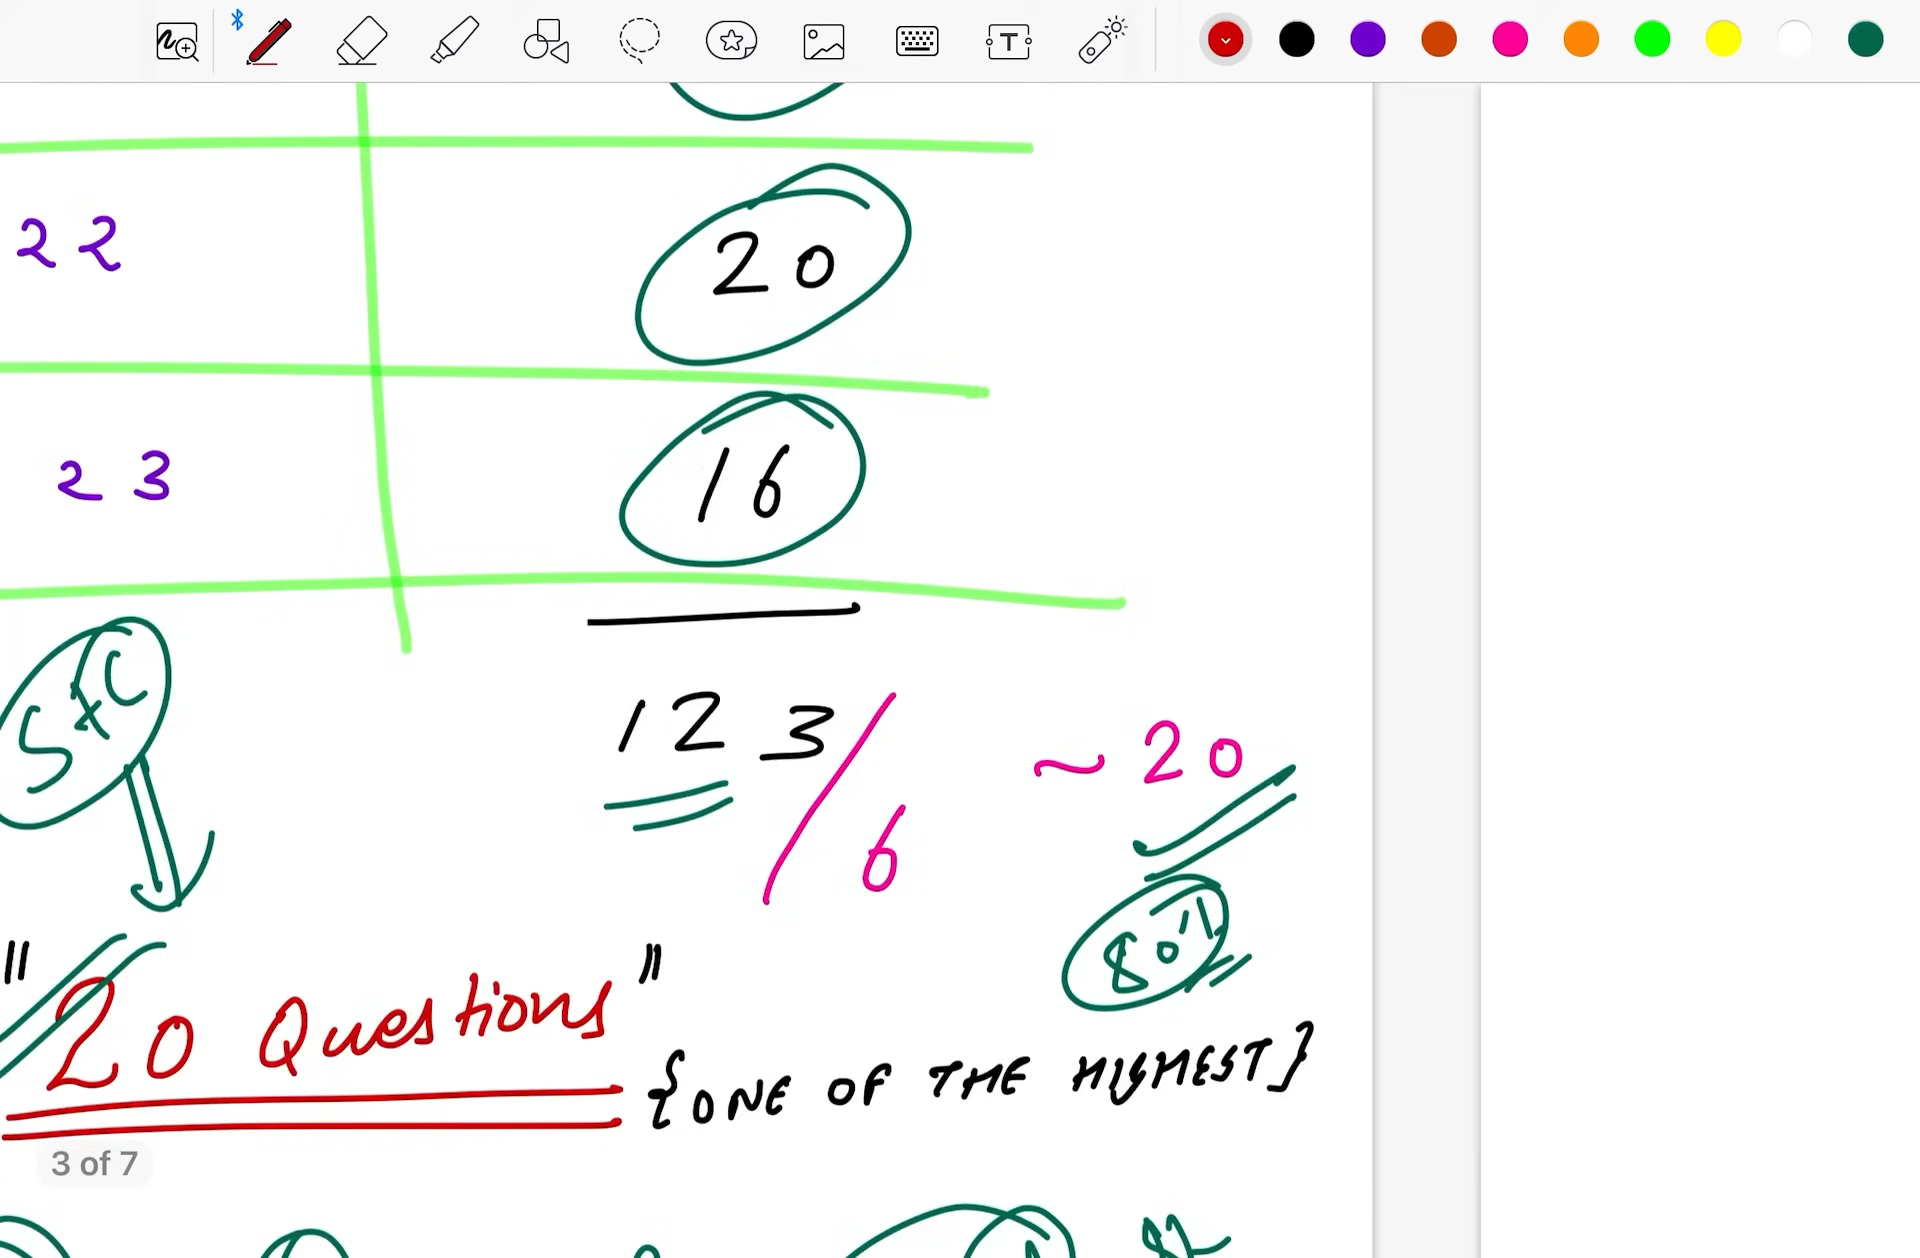 T
22 20
23 16
S&C
123/6 ~20
80%
"20 Questions" {ONE OF THE HIGHEST}
3 of 7